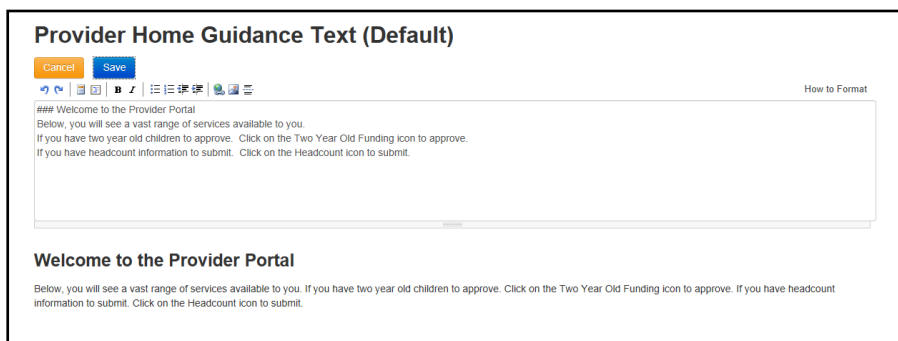 Provider Home Guidance Text (Default)
Cancel Save
B I How to Format
### Welcome to the Provider Portal
Below, you will see a vast range of services available to you.
If you have two year old children to approve.  Click on the Two Year Old Funding icon to approve.
If you have headcount information to submit.  Click on the Headcount icon to submit.
Welcome to the Provider Portal
Below, you will see a vast range of services available to you. If you have two year old children to approve. Click on the Two Year Old Funding icon to approve. If you have headcount
information to submit. Click on the Headcount icon to submit.